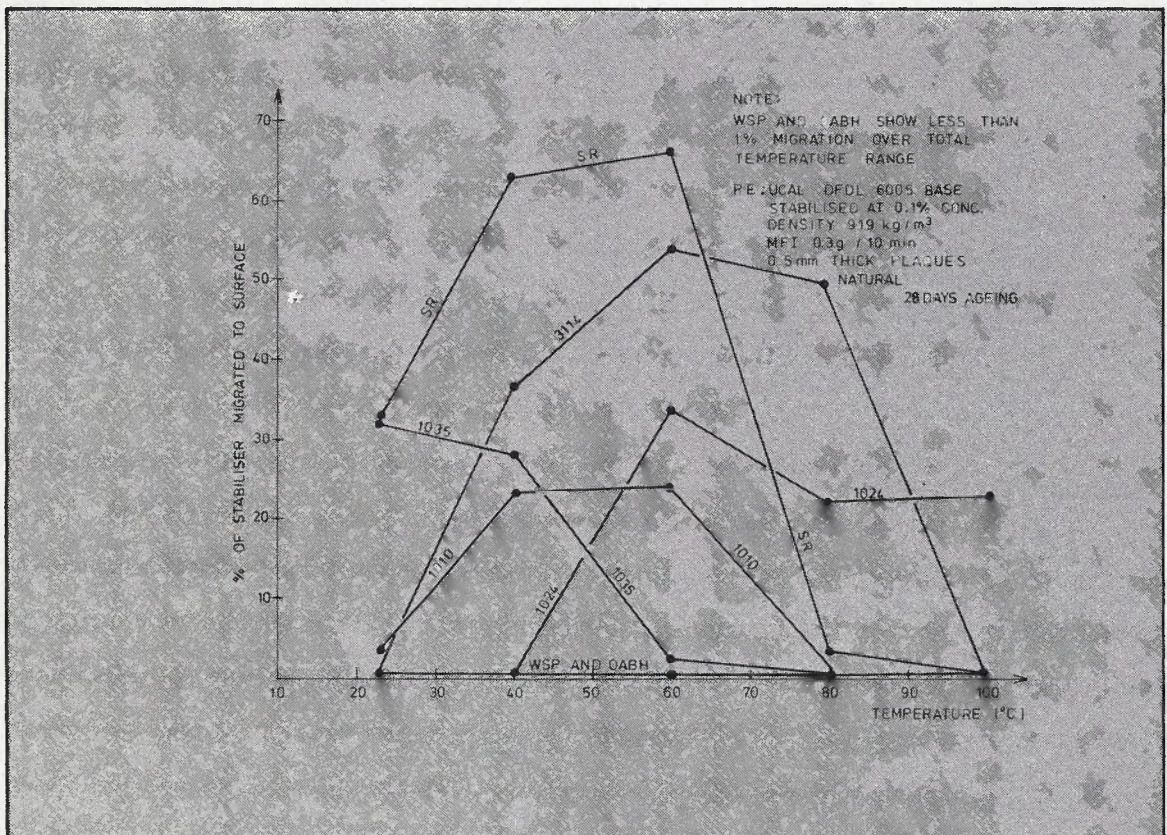 NOTE:
WSP AND OABH SHOW LESS THAN
1% MIGRATION OVER TOTAL
TEMPERATURE RANGE
P.E: UCAL DFDL 6005 BASE
STABILISED AT 0.1% CONC.
DENSITY 919 kg/m³
MFI 0.3g / 10 min
0.5mm THICK PLAQUES
NATURAL
28 DAYS AGEING
% OF STABILISER MIGRATED TO SURFACE
70
60
50
40
30
20
10
SR
SR
3114
1035
1024
1010
1035
1024
1010
SR
WSP AND OABH
10 20 30 40 50 60 70 80 90 100
TEMPERATURE (°C)